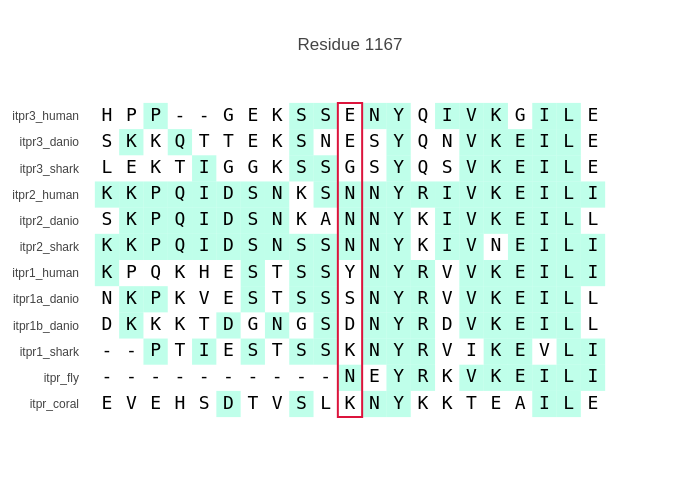 Residue 1167
itpr3_human H P P - - G E K S S E N Y Q I V K G I L E
itpr3_danio S K K Q T T E K S N E S Y Q N V K E I L E
itpr3_shark L E K T I G G K S S G S Y Q S V K E I L E
itpr2_human K K P Q I D S N K S N N Y R I V K E I L I
itpr2_danio S K P Q I D S N K A N N Y K I V K E I L L
itpr2_shark K K P Q I D S N S S N N Y K I V N E I L I
itpr1_human K P Q K H E S T S S Y N Y R V V K E I L I
itpr1a_danio N K P K V E S T S S S N Y R V V K E I L L
itpr1b_danio D K K K T D G N G S D N Y R D V K E I L L
itpr1_shark - - P T I E S T S S K N Y R V I K E V L I
itpr_fly - - - - - - - - - - N E Y R K V K E I L I
itpr_coral E V E H S D T V S L K N Y K K T E A I L E